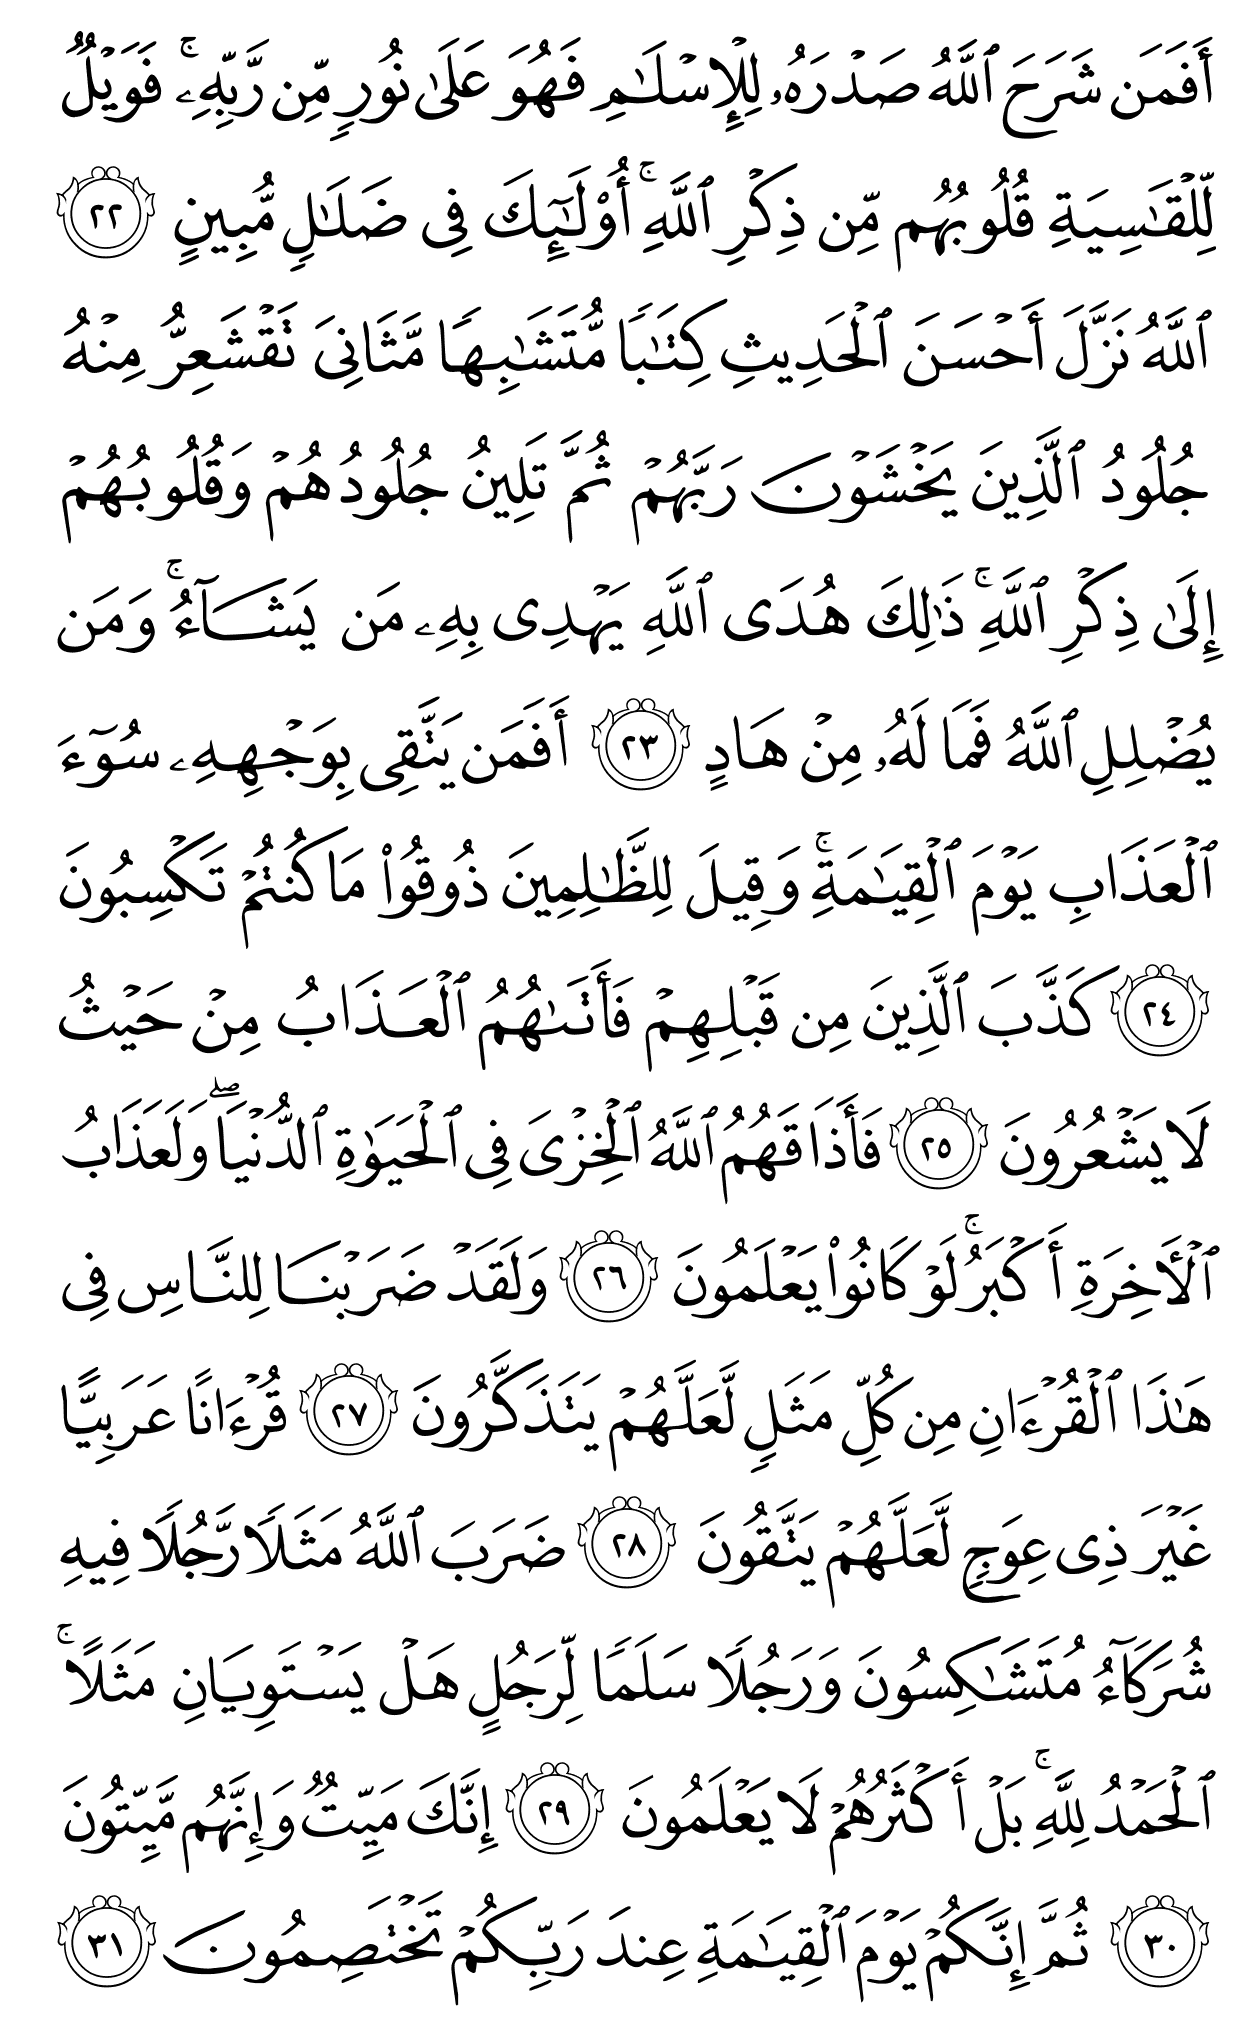 أَفَمَن شَرَحَ ٱللَّهُ صَدْرَهُۥ لِلْإِسْلَـٰمِ فَهُوَ عَلَىٰ نُورٍ مِّن رَّبِّهِۦ ۚ فَوَيْلٌ
لِّلْقَـٰسِيَةِ قُلُوبُهُم مِّن ذِكْرِ ٱللَّهِ ۚ أُو۟لَـٰٓئِكَ فِى ضَلَـٰلٍ مُّبِينٍ ٢٢
ٱللَّهُ نَزَّلَ أَحْسَنَ ٱلْحَدِيثِ كِتَـٰبًا مُّتَشَـٰبِهًا مَّثَانِىَ تَقْشَعِرُّ مِنْهُ
جُلُودُ ٱلَّذِينَ يَخْشَوْنَ رَبَّهُمْ ثُمَّ تَلِينُ جُلُودُهُمْ وَقُلُوبُهُمْ
إِلَىٰ ذِكْرِ ٱللَّهِ ۚ ذَٰلِكَ هُدَى ٱللَّهِ يَهْدِى بِهِۦ مَن يَشَآءُ ۚ وَمَن
يُضْلِلِ ٱللَّهُ فَمَا لَهُۥ مِنْ هَادٍ ٢٣ أَفَمَن يَتَّقِى بِوَجْهِهِۦ سُوٓءَ
ٱلْعَذَابِ يَوْمَ ٱلْقِيَـٰمَةِ ۚ وَقِيلَ لِلظَّـٰلِمِينَ ذُوقُوا۟ مَا كُنتُمْ تَكْسِبُونَ
٢٤ كَذَّبَ ٱلَّذِينَ مِن قَبْلِهِمْ فَأَتَىٰهُمُ ٱلْعَذَابُ مِنْ حَيْثُ
لَا يَشْعُرُونَ ٢٥ فَأَذَاقَهُمُ ٱللَّهُ ٱلْخِزْىَ فِى ٱلْحَيَوٰةِ ٱلدُّنْيَا ۖ وَلَعَذَابُ
ٱلْـَٔاخِرَةِ أَكْبَرُ ۚ لَوْ كَانُوا۟ يَعْلَمُونَ ٢٦ وَلَقَدْ ضَرَبْنَا لِلنَّاسِ فِى
هَـٰذَا ٱلْقُرْءَانِ مِن كُلِّ مَثَلٍ لَّعَلَّهُمْ يَتَذَكَّرُونَ ٢٧ قُرْءَانًا عَرَبِيًّا
غَيْرَ ذِى عِوَجٍ لَّعَلَّهُمْ يَتَّقُونَ ٢٨ ضَرَبَ ٱللَّهُ مَثَلًا رَّجُلًا فِيهِ
شُرَكَآءُ مُتَشَـٰكِسُونَ وَرَجُلًا سَلَمًا لِّرَجُلٍ هَلْ يَسْتَوِيَانِ مَثَلًا ۚ
ٱلْحَمْدُ لِلَّهِ ۚ بَلْ أَكْثَرُهُمْ لَا يَعْلَمُونَ ٢٩ إِنَّكَ مَيِّتٌ وَإِنَّهُم مَّيِّتُونَ
٣٠ ثُمَّ إِنَّكُمْ يَوْمَ ٱلْقِيَـٰمَةِ عِندَ رَبِّكُمْ تَخْتَصِمُونَ ٣١